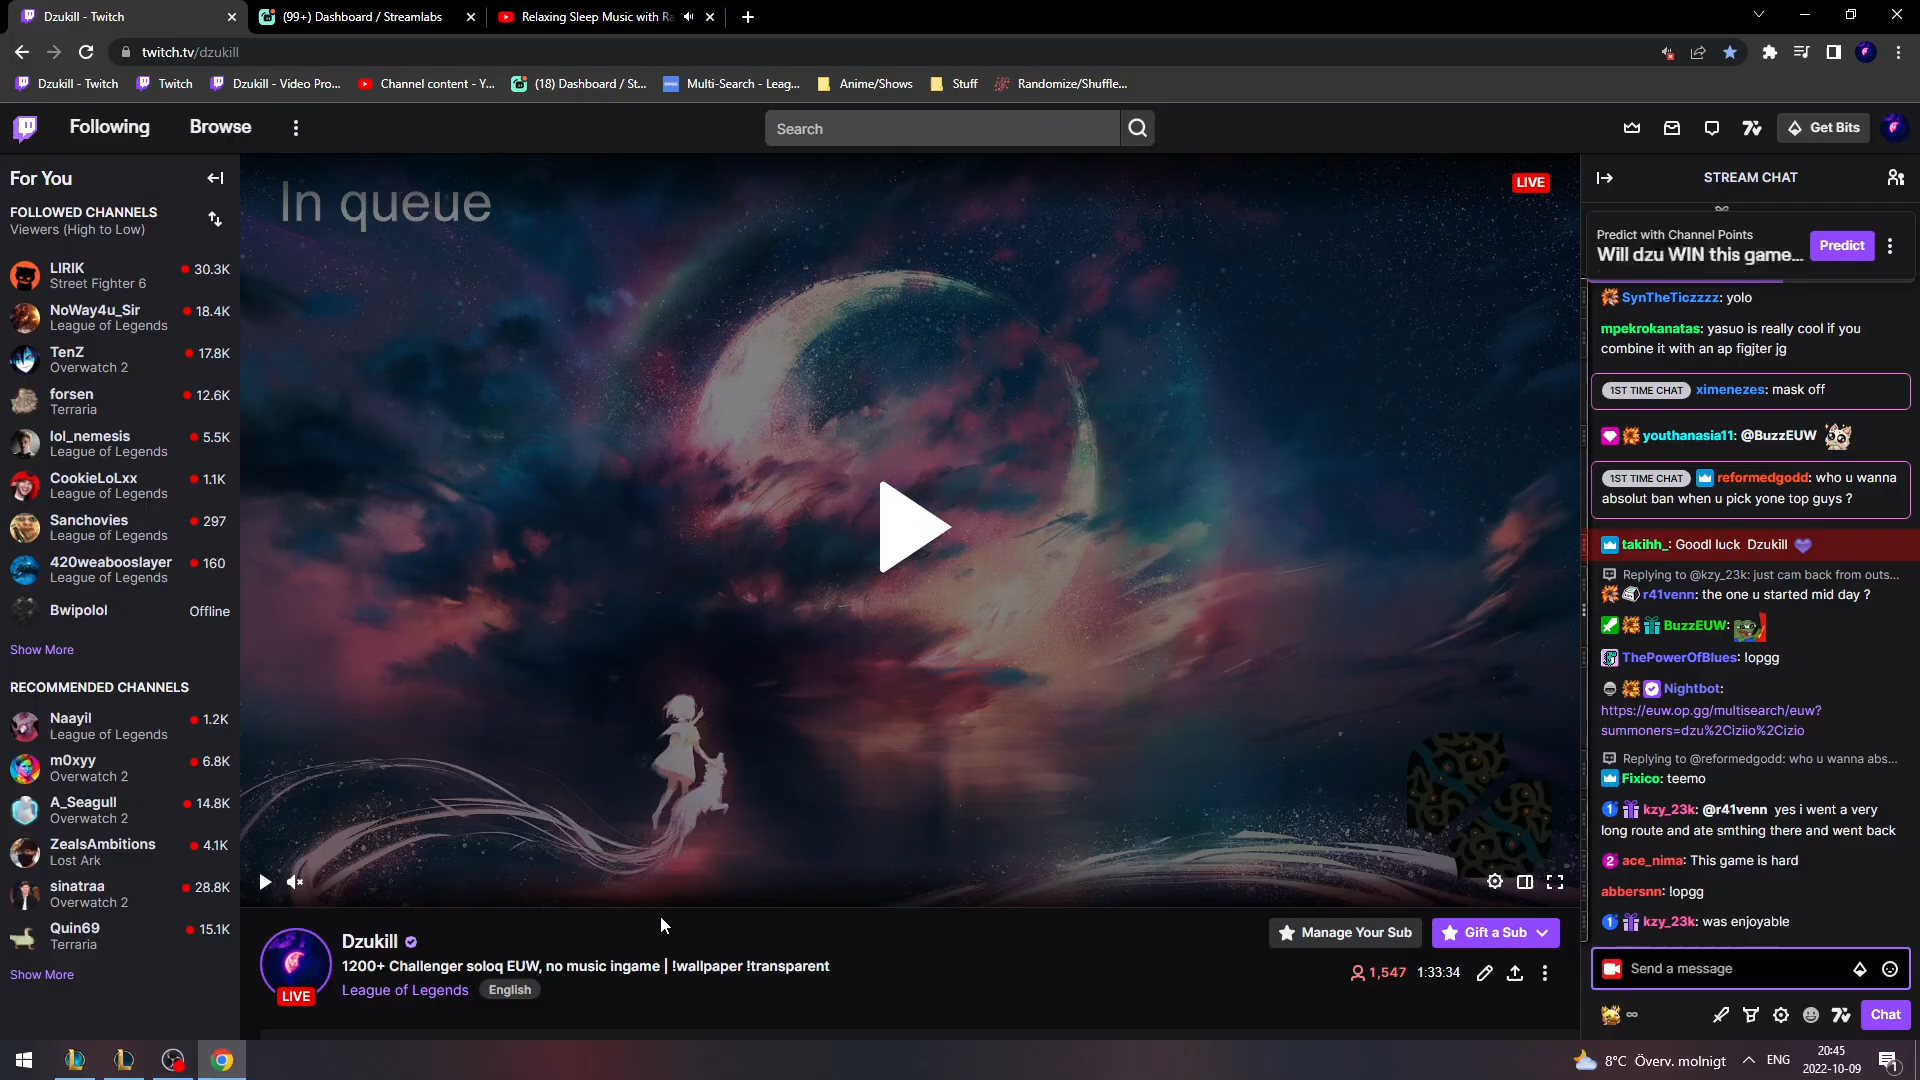 Dzukill - Twitch
(99+) Dashboard / Streamlabs
Relaxing Sleep Music with Ra
twitch.tv/dzukill
Dzukill - Twitch
Twitch
Dzukill - Video Pro...
Channel content - Y...
(18) Dashboard / St...
Multi-Search - Leag...
Anime/Shows
Stuff
Randomize/Shuffle...
Following
Browse
Search
Get Bits
For You
FOLLOWED CHANNELS
Viewers (High to Low)
LIRIK
30.3K
Street Fighter 6
NoWay4u_Sir
18.4K
League of Legends
TenZ
17.8K
Overwatch 2
forsen
12.6K
Terraria
lol_nemesis
5.5K
League of Legends
CookieLoLxx
1.1K
League of Legends
Sanchovies
297
League of Legends
420weabooslayer
160
League of Legends
Bwipolol
Offline
Show More
RECOMMENDED CHANNELS
Naayil
1.2K
League of Legends
m0xyy
6.8K
Overwatch 2
A_Seagull
14.8K
Overwatch 2
ZealsAmbitions
4.1K
Lost Ark
sinatraa
28.8K
Overwatch 2
Quin69
15.1K
Terraria
Show More
In queue
LIVE
LIVE
Dzukill
1200+ Challenger soloq EUW, no music ingame | !wallpaper !transparent
League of Legends
English
Manage Your Sub
Gift a Sub
1,547
1:33:34
STREAM CHAT
Predict with Channel Points
Will dzu WIN this game...
Predict
SynTheTiczzzz: yolo
mpekrokanatas: yasuo is really cool if you
combine it with an ap figjter jg
1ST TIME CHAT ximenezes: mask off
youthanasia11: @BuzzEUW
1ST TIME CHAT reformedgodd: who u wanna
absolut ban when u pick yone top guys ?
takihh_: Goodl luck Dzukill
Replying to @kzy_23k: just cam back from outs...
r41venn: the one u started mid day ?
BuzzEUW:
ThePowerOfBlues: !opgg
Nightbot:
https://euw.op.gg/multisearch/euw?
summoners=dzu%2Ciziio%2Cizio
Replying to @reformedgodd: who u wanna abs...
Fixico: teemo
kzy_23k: @r41venn yes i went a very
long route and ate smthing there and went back
2 ace_nima: This game is hard
abbersnn: !opgg
kzy_23k: was enjoyable
Send a message
Chat
8°C Överv. molnigt
ENG
20:45
2022-10-09
1